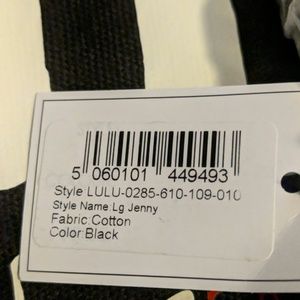 5 060101 449493
Style LULU-0285-610-109-010
Style Name:Lg Jenny
Fabric:Cotton
Color:Black